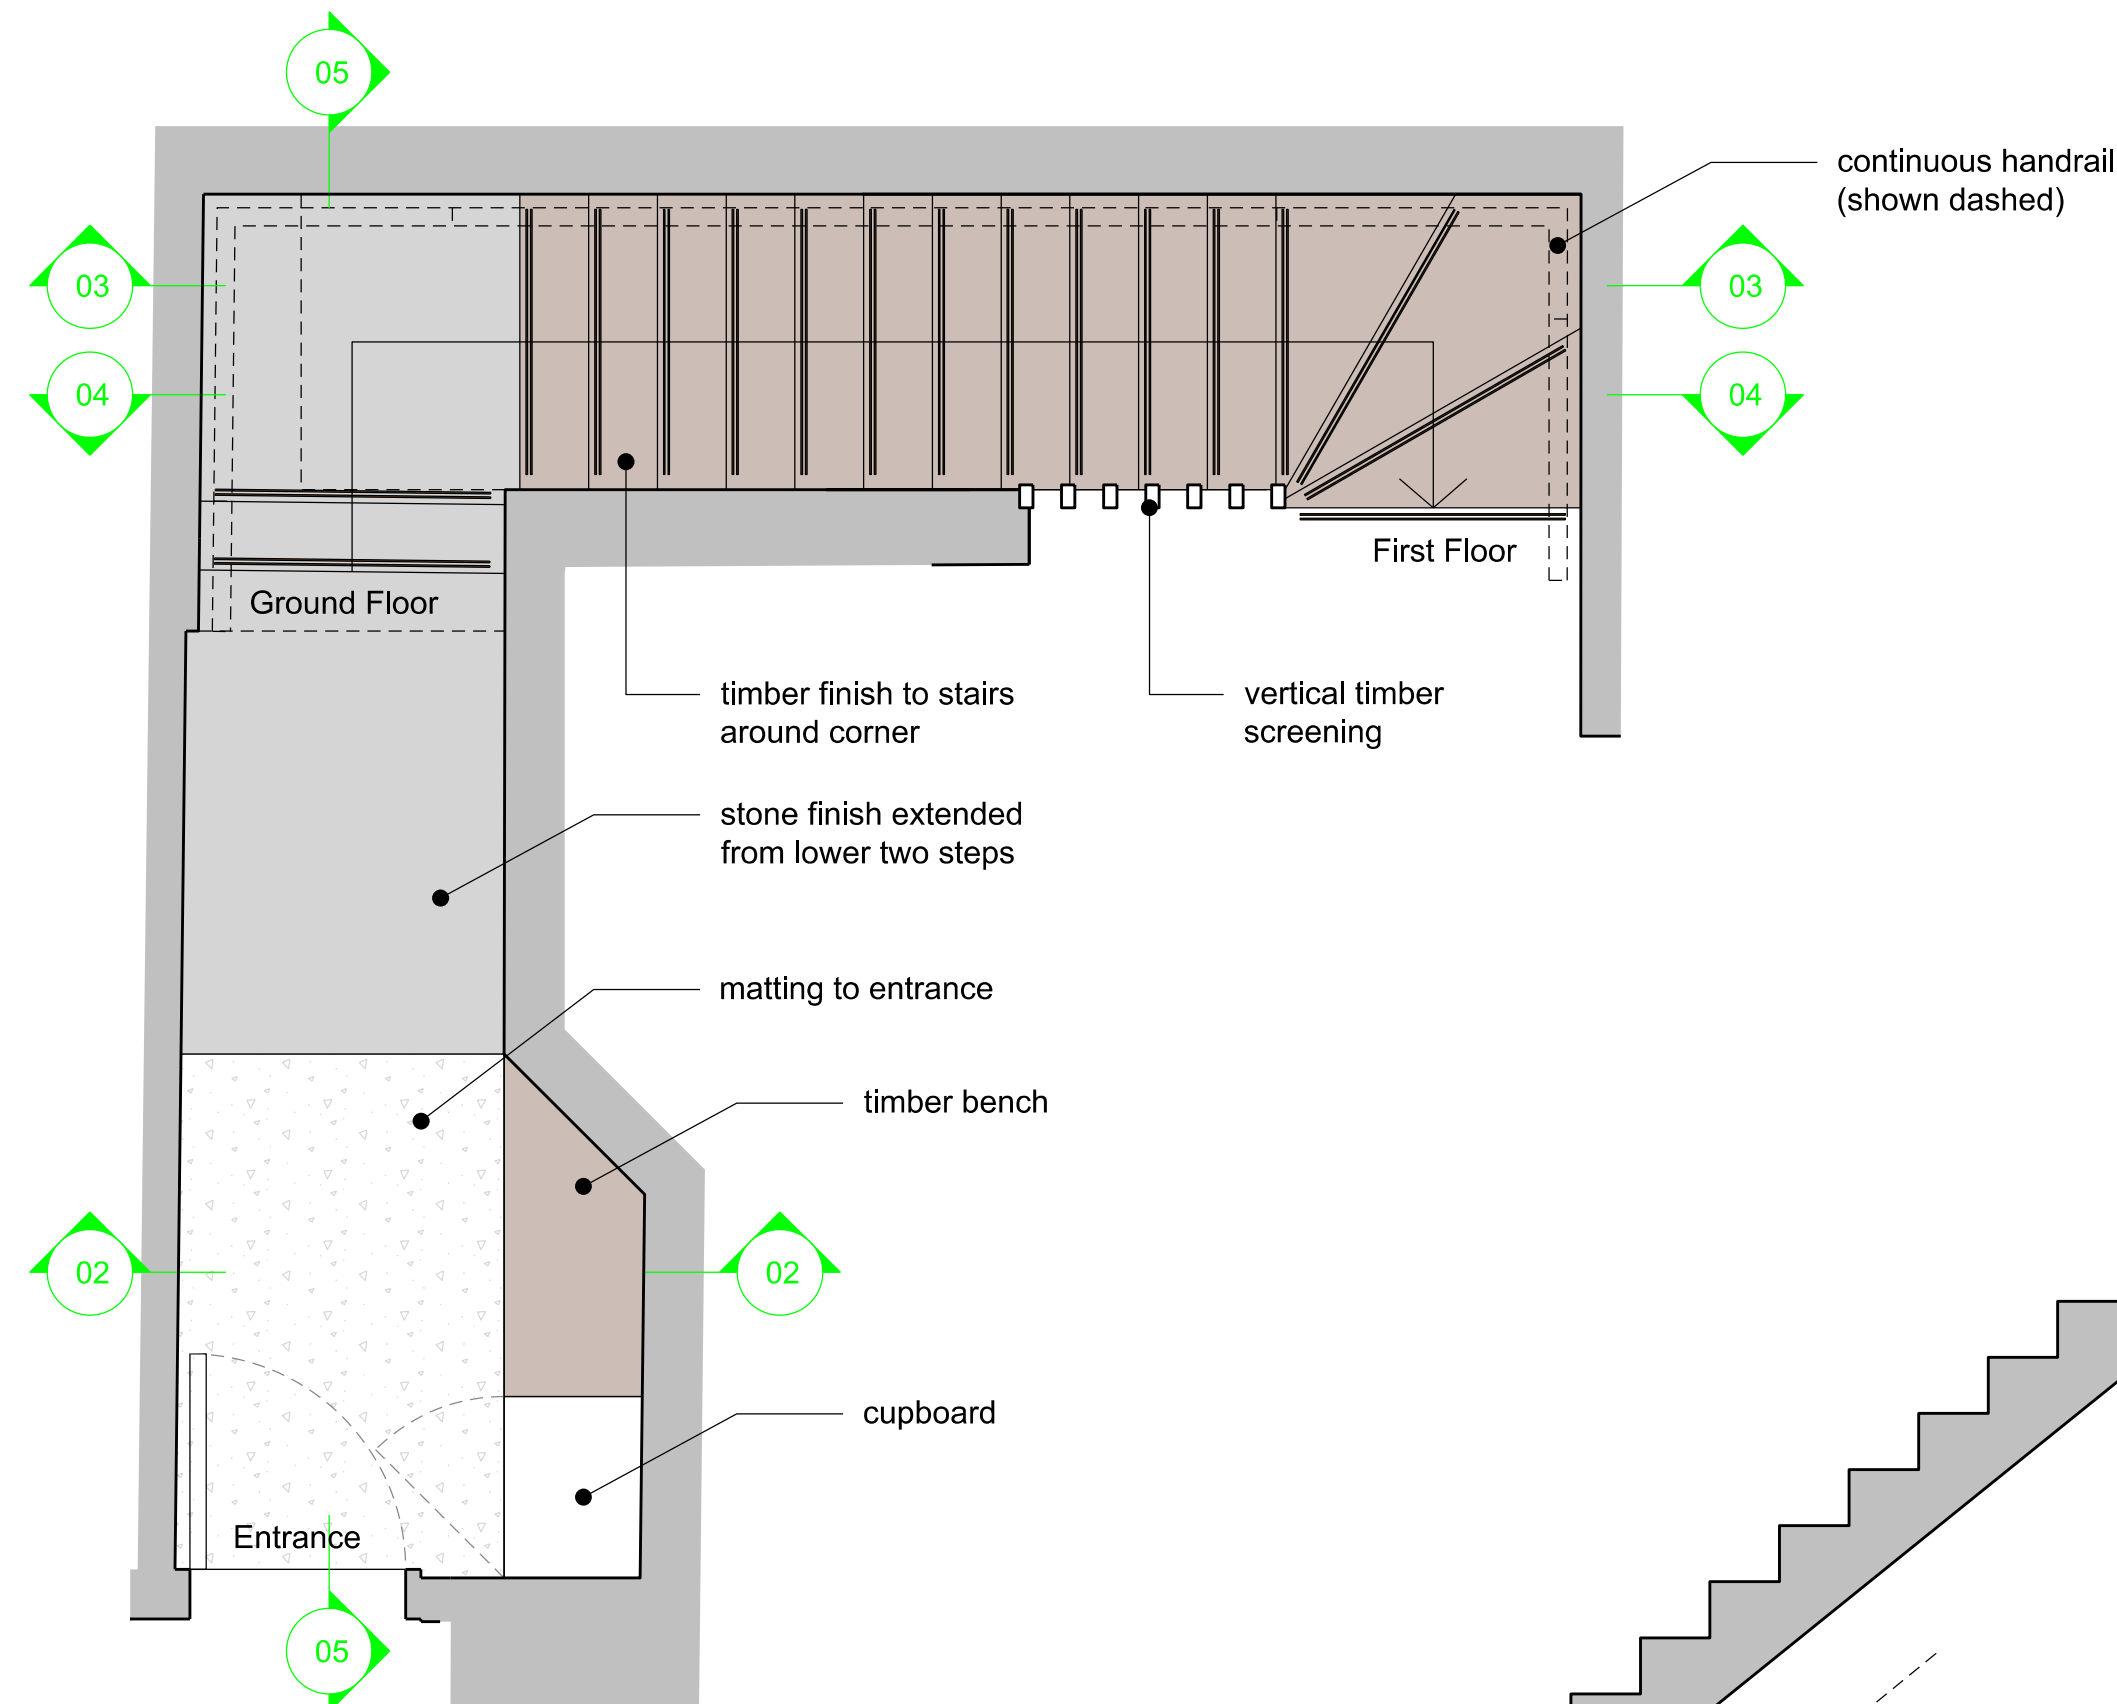 05
continuous handrail
(shown dashed)
03
03
04
04
First Floor
Ground Floor
timber finish to stairs
around corner
vertical timber
screening
stone finish extended
from lower two steps
matting to entrance
timber bench
02
02
cupboard
Entrance
05